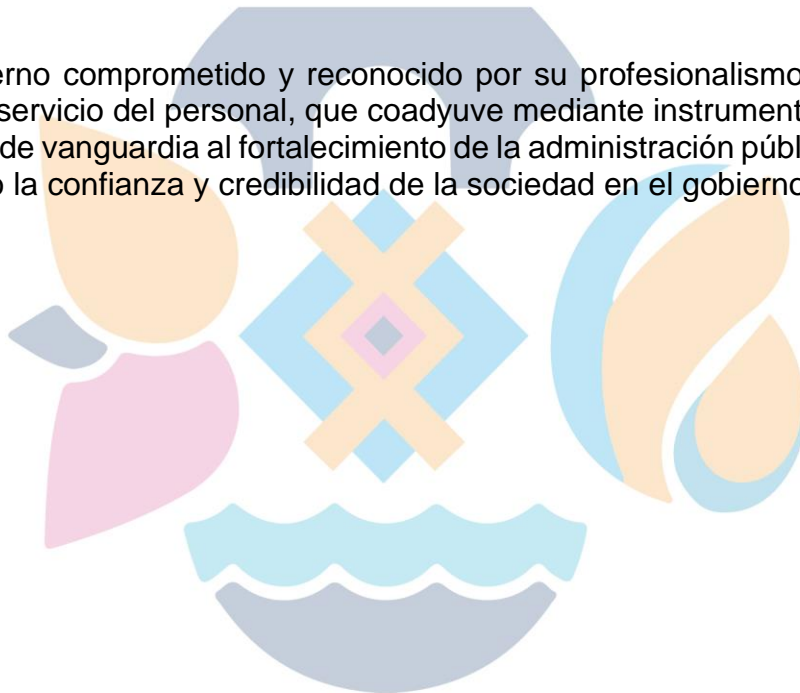 erno comprometido y reconocido por su profesionalismo
servicio del personal, que coadyuve mediante instrument
de vanguardia al fortalecimiento de la administración públ
o la confianza y credibilidad de la sociedad en el gobierno